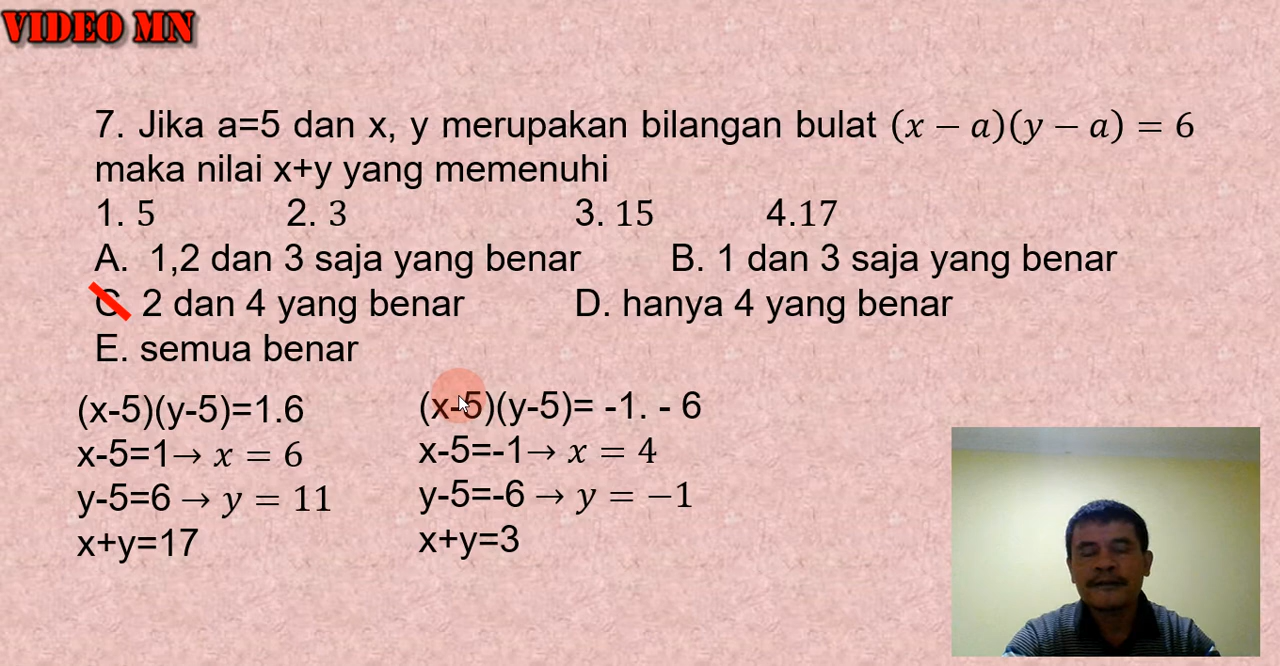 VIDEO MN
7. Jika a=5 dan x, y merupakan bilangan bulat (x − a)(y − a) = 6
maka nilai x+y yang memenuhi
1. 5 2. 3 3. 15 4.17
A. 1,2 dan 3 saja yang benar B. 1 dan 3 saja yang benar
C. 2 dan 4 yang benar D. hanya 4 yang benar
E. semua benar
(x-5)(y-5)=1.6
x-5=1→ x = 6
y-5=6 → y = 11
x+y=17
(x-5)(y-5)= -1. - 6
x-5=-1→ x = 4
y-5=-6 → y = −1
x+y=3